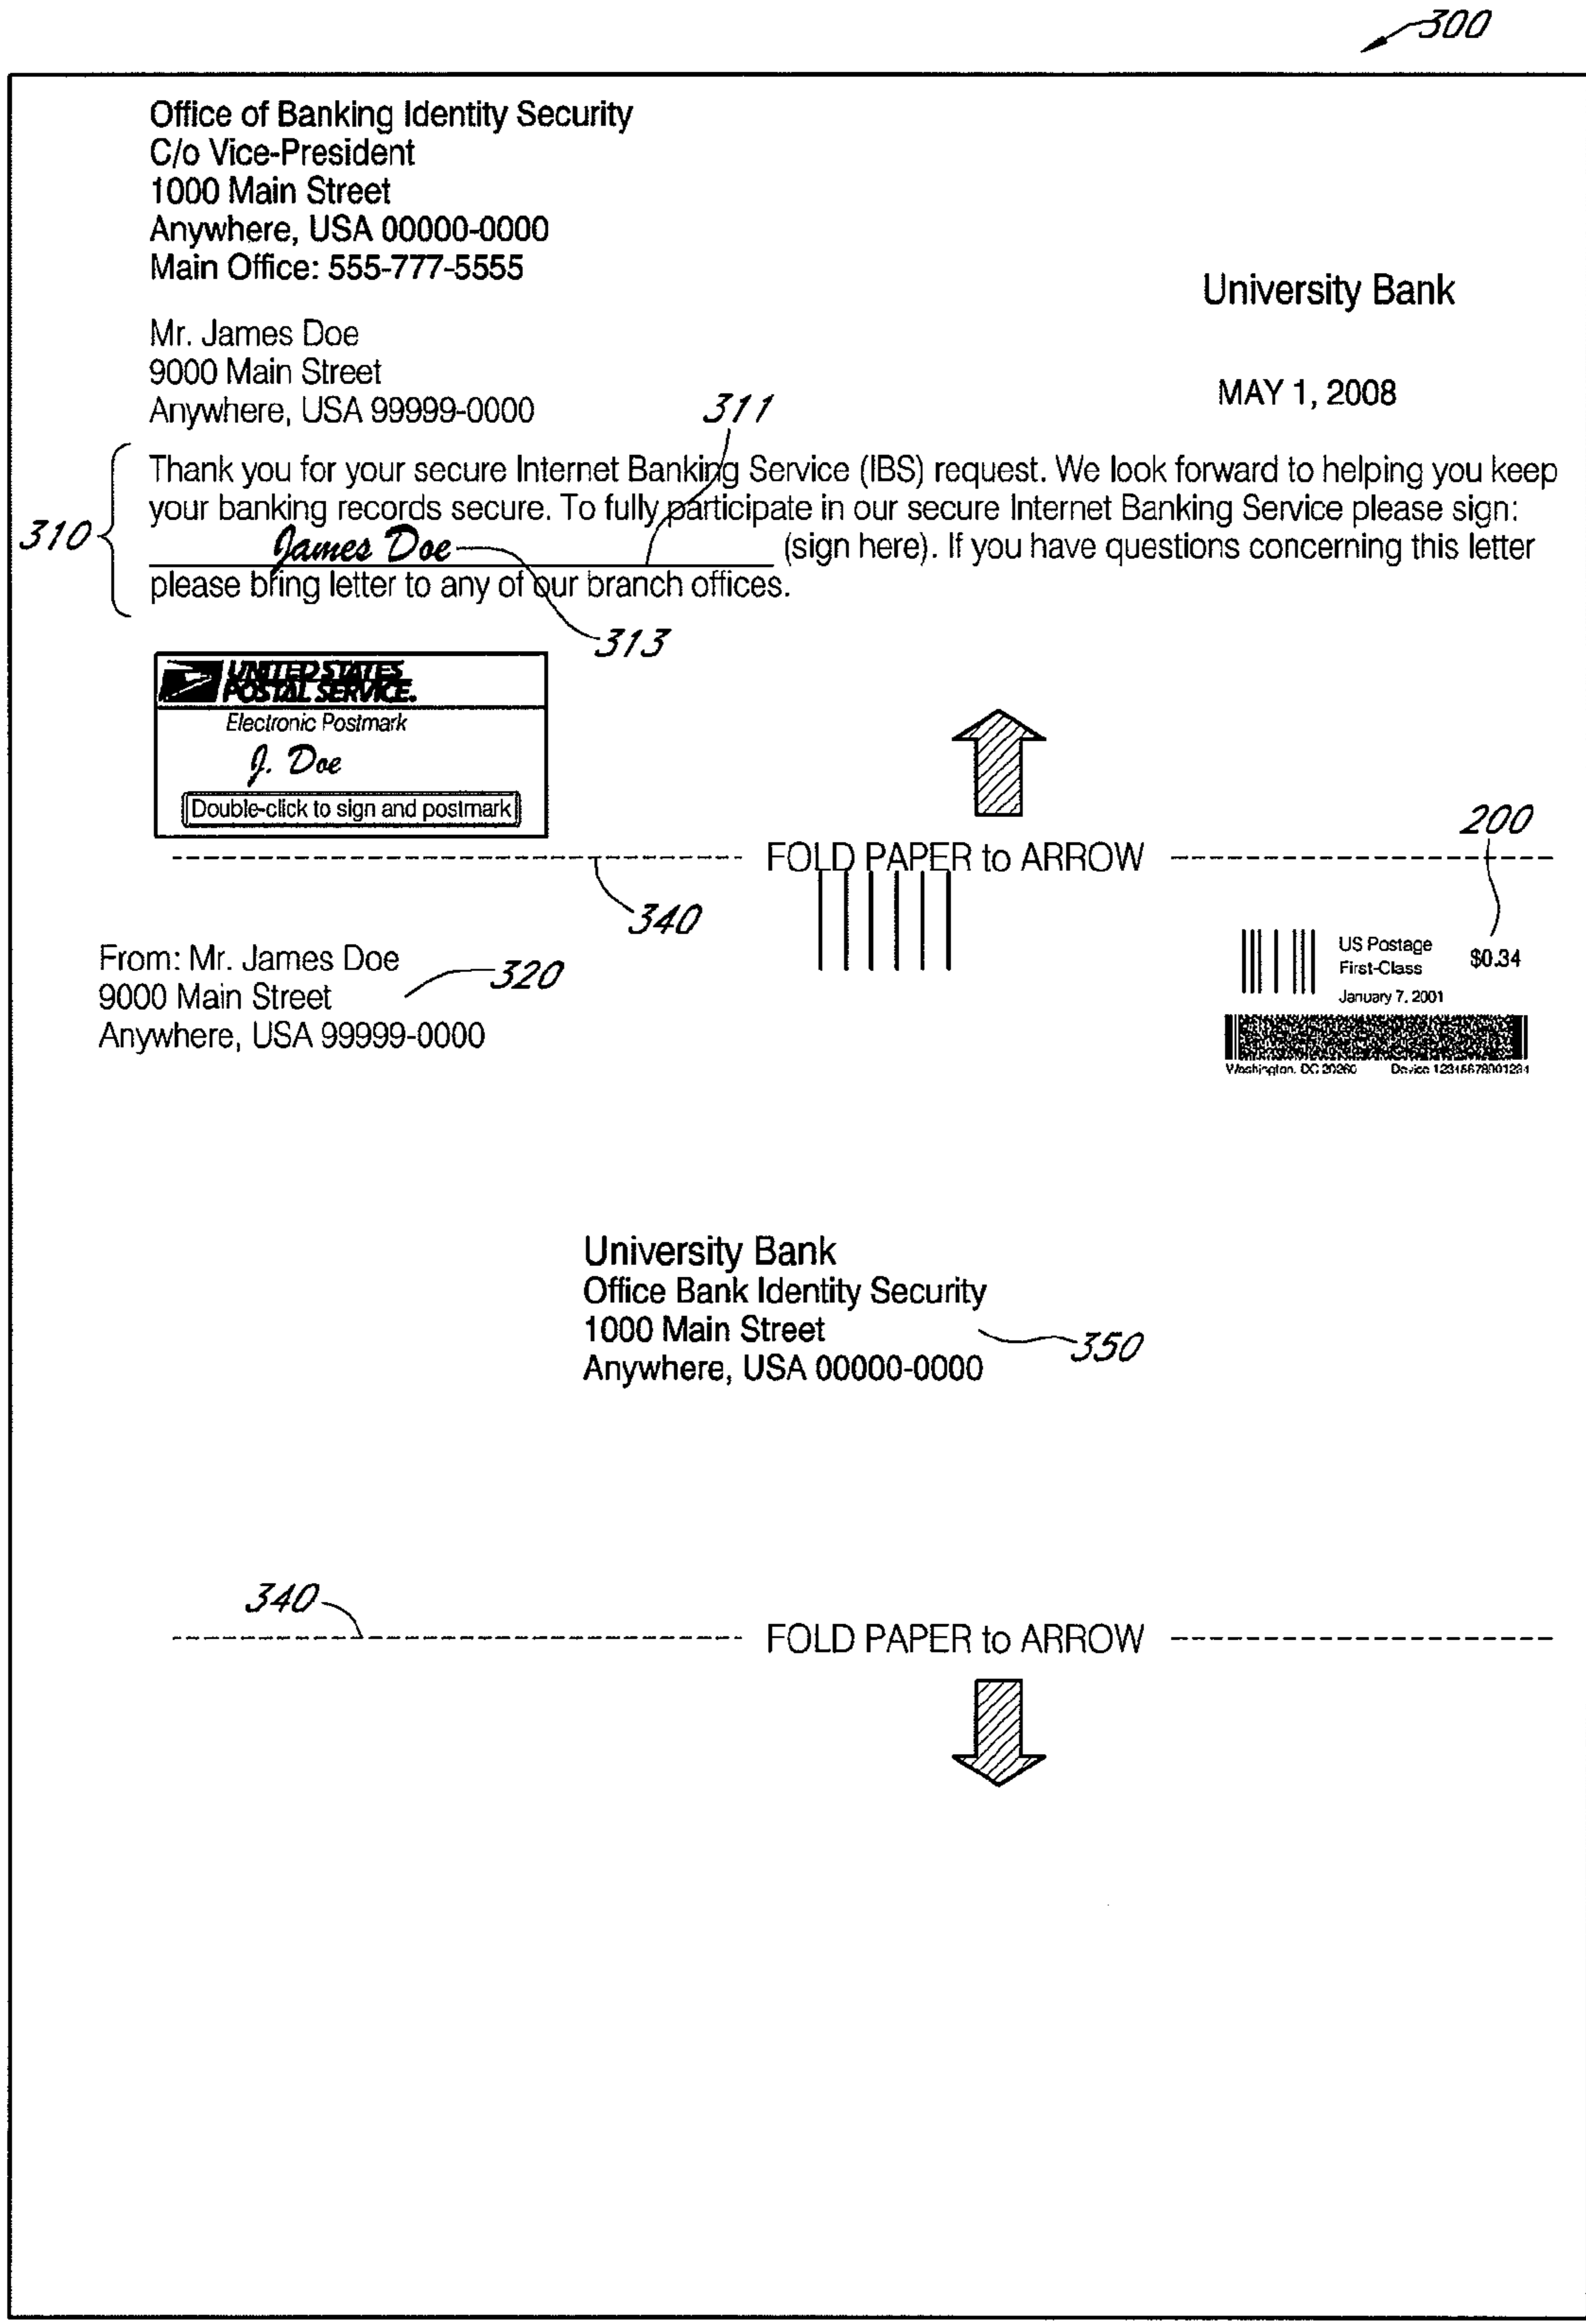 300
Office of Banking Identity Security
C/o Vice-President
1000 Main Street
Anywhere, USA 00000-0000
Main Office: 555-777-5555
University Bank
Mr. James Doe
9000 Main Street
Anywhere, USA 99999-0000
MAY 1, 2008
311
310
Thank you for your secure Internet Banking Service (IBS) request. We look forward to helping you keep
your banking records secure. To fully participate in our secure Internet Banking Service please sign:
James Doe (sign here). If you have questions concerning this letter
please bring letter to any of our branch offices.
313
UNITED STATES
POSTAL SERVICE.
Electronic Postmark
J. Doe
Double-click to sign and postmark
200
FOLD PAPER to ARROW
340
From: Mr. James Doe
9000 Main Street
Anywhere, USA 99999-0000
320
US Postage
First-Class
$0.34
January 7, 2001
Washington, DC 20260 Device
University Bank
Office Bank Identity Security
1000 Main Street
Anywhere, USA 00000-0000
350
340
FOLD PAPER to ARROW